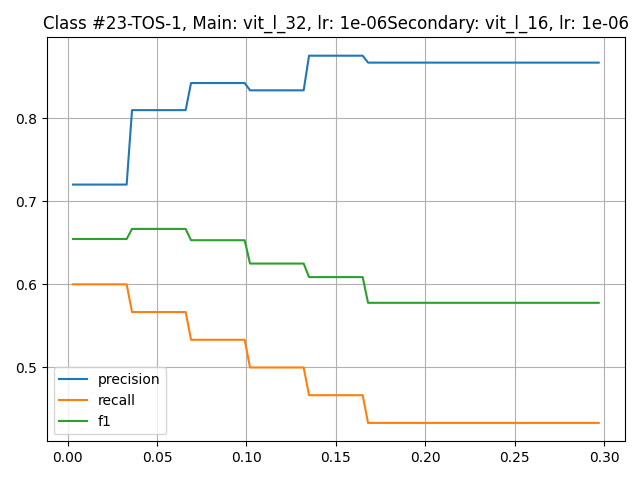 Class #23-TOS-1, Main: vit_l_32, lr: 1e-06Secondary: vit_l_16, lr: 1e-06
0.8
0.7
0.6
0.5
precision
recall
f1
0.00 0.05 0.10 0.15 0.20 0.25 0.30